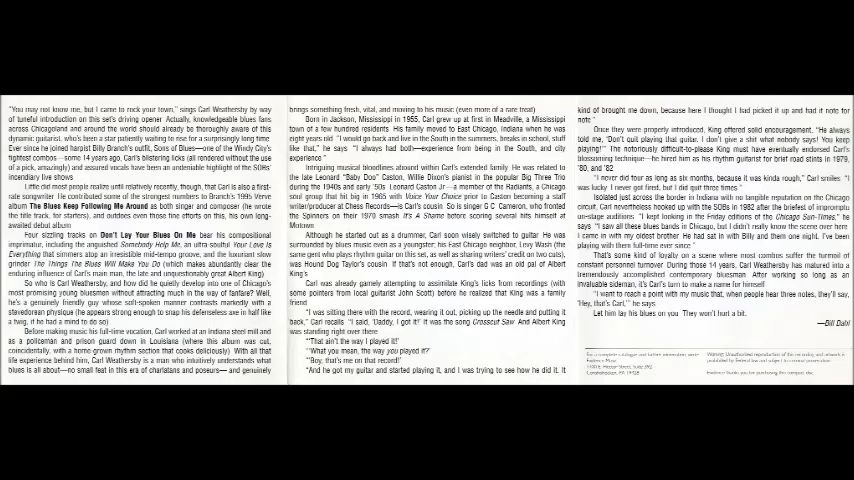 "You may not know me, but I came to rock your town," sings Carl Weathersby by way
of tuneful introduction on this set's driving opener Actually, knowledgeable blues fans
across Chicagoland and around the world should already be thoroughly aware of this
dynamic guitarist, who's been a star patiently waiting to rise for a surprisingly long time
Ever since he joined harpist Billy Branch's outfit, Sons of Blues—one of the Windy City's
tightest combos—some 14 years ago, Carl's blistering licks (all rendered without the use
of a pick, amazingly) and assured vocals have been an undeniable highlight of the SOBs'
incendiary live shows
Little did most people realize until relatively recently, though, that Carl is also a first-
rate songwriter He contributed some of the strongest numbers to Branch's 1995 Verve
album The Blues Keep Following Me Around as both singer and composer (he wrote
the title track, for starters), and outdoes even those fine efforts on this, his own long-
awaited debut album
Four sizzling tracks on Don't Lay Your Blues On Me bear his compositional
imprimatur, including the anguished Somebody Help Me, an ultra-soulful Your Love Is
Everything that simmers atop an irresistible mid-tempo groove, and the luxuriant slow
grinder The Things The Blues Will Make You Do (which makes abundantly clear the
enduring influence of Carl's main man, the late and unquestionably great Albert King)
So who is Carl Weathersby, and how did he quietly develop into one of Chicago's
most promising young bluesmen without attracting much in the way of fanfare? Well,
he's a genuinely friendly guy whose soft-spoken manner contrasts markedly with a
stevedorean physique (he appears strong enough to snap his defenseless axe in half like
a twig, if he had a mind to do so)
Before making music his full-time vocation, Carl worked at an Indiana steel mill and
as a policeman and prison guard down in Louisiana (where this album was cut,
coincidentally, with a home-grown rhythm section that cooks deliciously) With all that
life experience behind him, Carl Weathersby is a man who intuitively understands what
blues is all about—no small feat in this era of charlatans and poseurs— and genuinely
brings something fresh, vital, and moving to his music (even more of a rare treat)
Born in Jackson, Mississippi in 1955, Carl grew up at first in Meadville, a Mississippi
town of a few hundred residents His family moved to East Chicago, Indiana when he was
eight years old "I would go back and live in the South in the summers, breaks in school, stuff
like that," he says "I always had both—experience from being in the South, and city
experience "
Intriguing musical bloodlines abound within Carl's extended family. He was related to
the late Leonard "Baby Doo" Caston, Willie Dixon's pianist in the popular Big Three Trio
during the 1940s and early '50s Leonard Caston Jr —a member of the Radiants, a Chicago
soul group that hit big in 1965 with Voice Your Choice prior to Caston becoming a staff
writer/producer at Chess Records—is Carl's cousin So is singer G C Cameron, who fronted
the Spinners on their 1970 smash It's A Shame before scoring several hits himself at
Motown
Although he started out as a drummer, Carl soon wisely switched to guitar He was
surrounded by blues music even as a youngster; his East Chicago neighbor, Levy Wash (the
same gent who plays rhythm guitar on this set, as well as sharing writers' credit on two cuts),
was Hound Dog Taylor's cousin If that's not enough, Carl's dad was an old pal of Albert
King's
Carl was already gamely attempting to assimilate King's licks from recordings (with
some pointers from local guitarist John Scott) before he realized that King was a family
friend
"I was sitting there with the record, wearing it out, picking up the needle and putting it
back," Carl recalls "I said, 'Daddy, I got it!' It was the song Crosscut Saw And Albert King
was standing right over there
"'That ain't the way I played it!'
"'What you mean, the way you played it?'
"'Boy, that's me on that record!'
"And he got my guitar and started playing it, and I was trying to see how he did it. It
kind of brought me down, because here I thought I had picked it up and had it note for
note "
Once they were properly introduced, King offered solid encouragement. "He always
told me, 'Don't quit playing that guitar. I don't give a shit what nobody says! You keep
playing!'" The notoriously difficult-to-please King must have eventually endorsed Carl's
blossoming technique—he hired him as his rhythm guitarist for brief road stints in 1979,
'80, and '82
"I never did four as long as six months, because it was kinda rough," Carl smiles "I
was lucky I never got fired, but I did quit three times "
Isolated just across the border in Indiana with no tangible reputation on the Chicago
circuit, Carl nevertheless hooked up with the SOBs in 1982 after the briefest of impromptu
on-stage auditions "I kept looking in the Friday editions of the Chicago Sun-Times," he
says "I saw all these blues bands in Chicago, but I didn't really know the scene over here
I came in with my oldest brother. He had sat in with Billy and them one night. I've been
playing with them full-time ever since "
That's some kind of loyalty on a scene where most combos suffer the turmoil of
constant personnel turnover During those 14 years, Carl Weathersby has matured into a
tremendously accomplished contemporary bluesman. After working so long as an
invaluable sideman, it's Carl's turn to make a name for himself
"I want to reach a point with my music that, when people hear three notes, they'll say,
'Hey, that's Carl,'" he says
Let him lay his blues on you They won't hurt a bit.
—Bill Dahl
For a complete catalogue and further information write:
Evidence Music
1100 E. Hector Street, Suite 392
Conshohocken, PA 19428
Warning: Unauthorized reproduction of this recording and artwork is
prohibited by Federal law and subject to criminal prosecution.
Evidence thanks you for purchasing this compact disc.